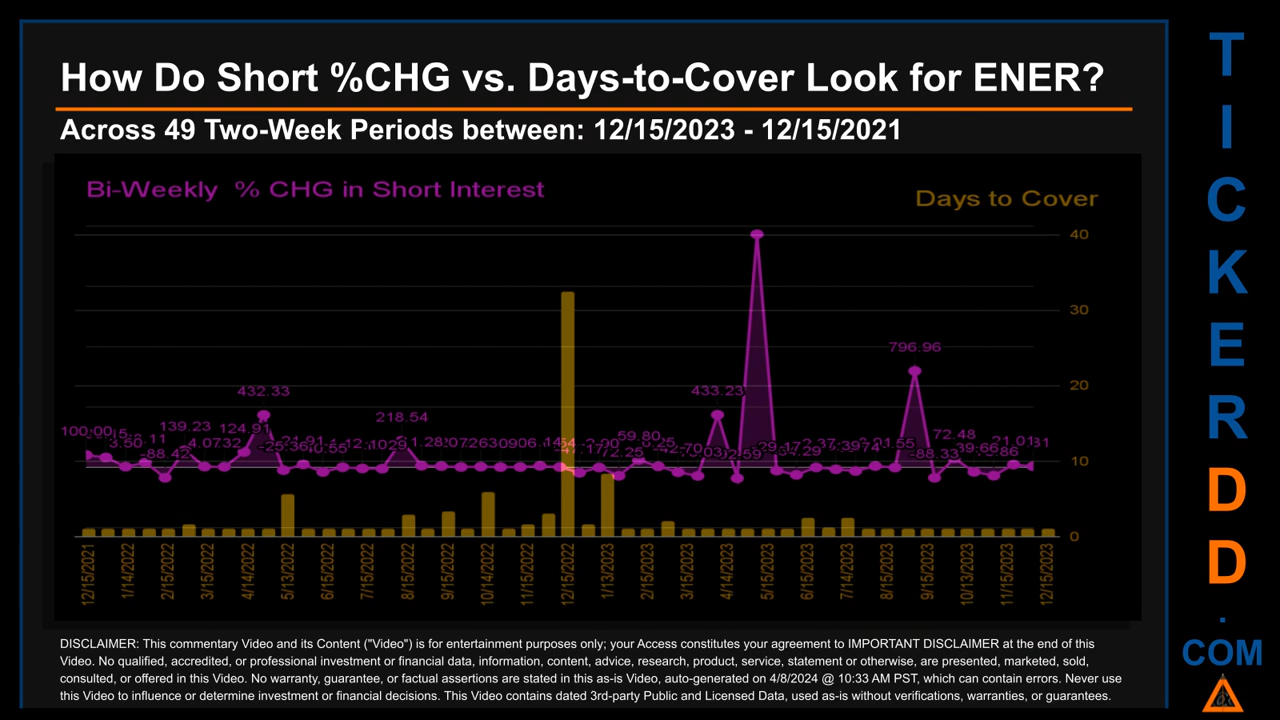 How Do Short %CHG vs. Days-to-Cover Look for ENER?
Across 49 Two-Week Periods between: 12/15/2023 - 12/15/2021
Bi-Weekly % CHG in Short Interest
Days to Cover
40
30
796.96
20
432.33
433.23
218.54
139.23
124.91
59.80
72.48
100.00
-88.42
-88.33
10
0
12/15/2021
1/14/2022
2/15/2022
3/15/2022
4/14/2022
5/13/2022
6/15/2022
7/15/2022
8/15/2022
9/15/2022
10/14/2022
11/15/2022
12/15/2022
1/13/2023
2/15/2023
3/15/2023
4/14/2023
5/15/2023
6/15/2023
7/14/2023
8/15/2023
9/15/2023
10/13/2023
11/15/2023
12/15/2023
DISCLAIMER: This commentary Video and its Content ("Video") is for entertainment purposes only; your Access constitutes your agreement to IMPORTANT DISCLAIMER at the end of this
Video. No qualified, accredited, or professional investment or financial data, information, content, advice, research, product, service, statement or otherwise, are presented, marketed, sold,
consulted, or offered in this Video. No warranty, guarantee, or factual assertions are stated in this as-is Video, auto-generated on 4/8/2024 @ 10:33 AM PST, which can contain errors. Never use
this Video to influence or determine investment or financial decisions. This Video contains dated 3rd-party Public and Licensed Data, used as-is without verifications, warranties, or guarantees.
T
I
C
K
E
R
D
D
.
COM